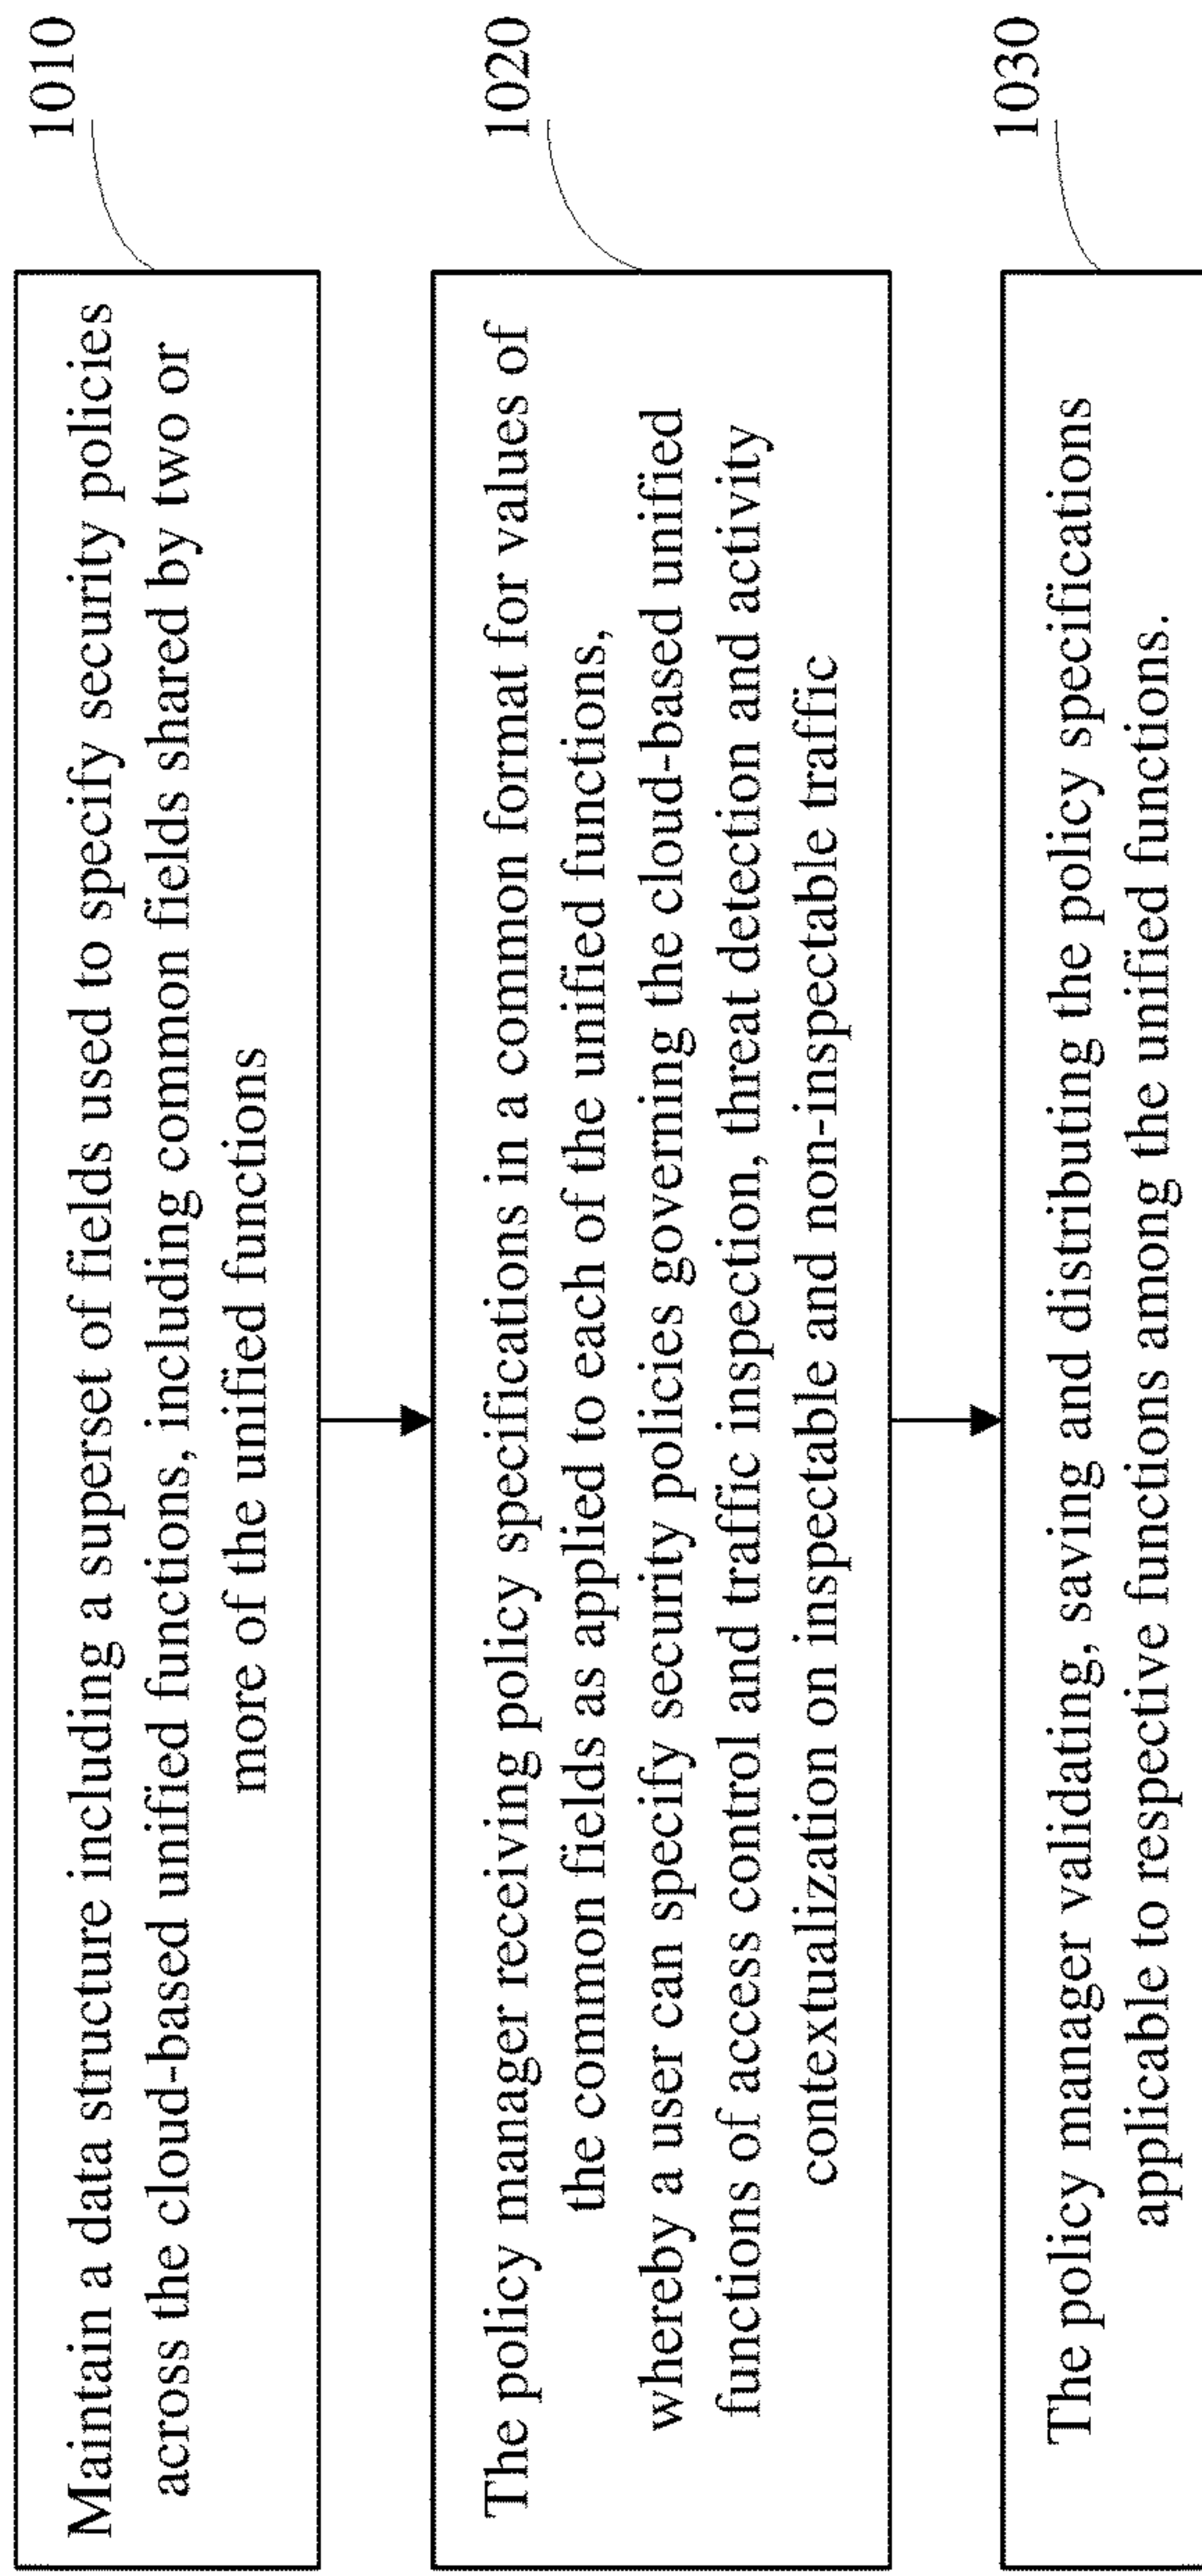 Maintain a data structure including a superset of fields used to specify security policies
across the cloud-based unified functions, including common fields shared by two or
more of the unified functions
1010
The policy manager receiving policy specifications in a common format for values of
the common fields as applied to each of the unified functions,
whereby a user can specify security policies governing the cloud-based unified
functions of access control and traffic inspection, threat detection and activity
contextualization on inspectable and non-inspectable traffic
1020
The policy manager validating, saving and distributing the policy specifications
applicable to respective functions among the unified functions.
1030